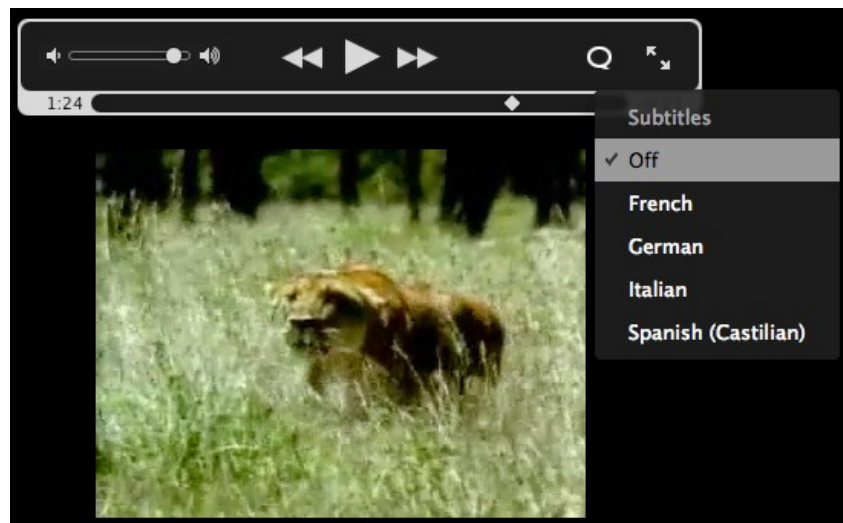 1:24
Subtitles
✓ Off
French
German
Italian
Spanish (Castilian)